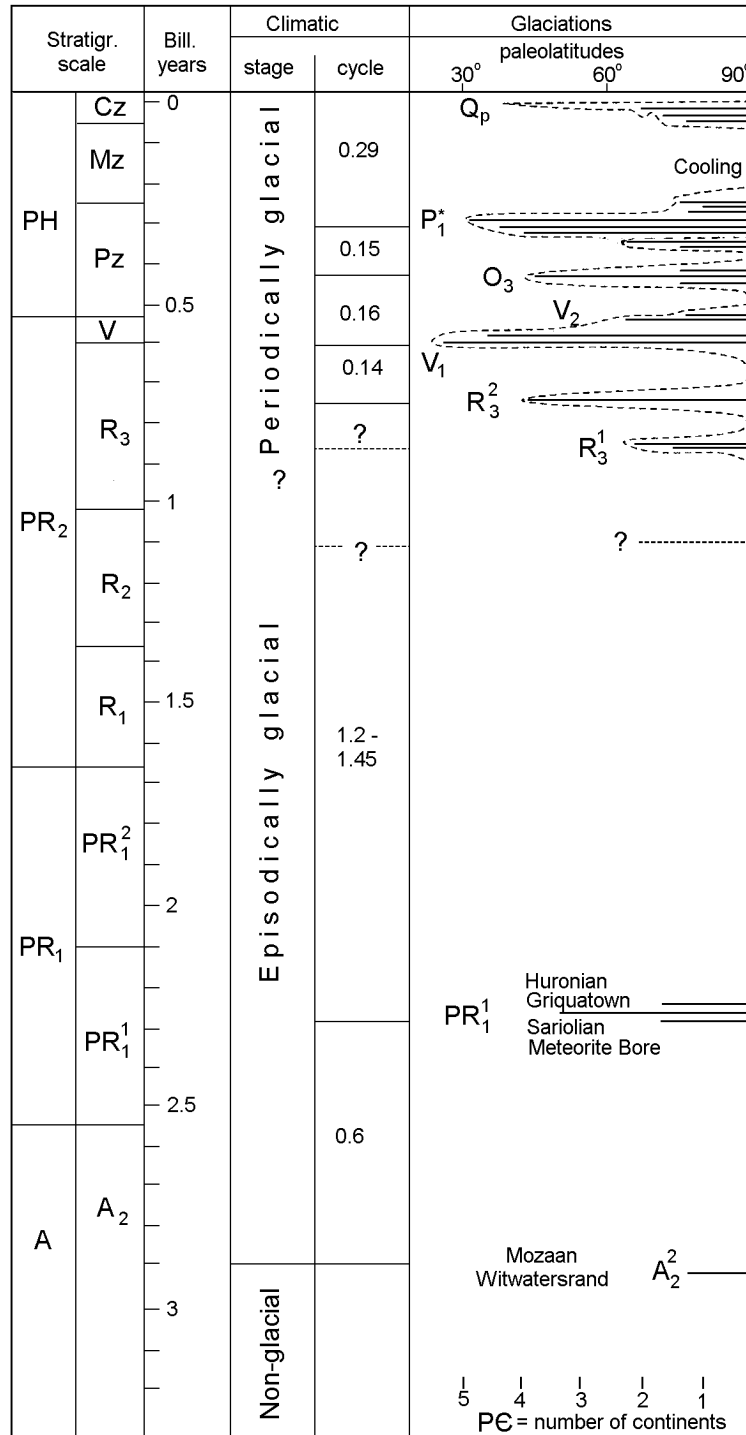 Stratigr. scale
Bill. years
Climatic
stage
cycle
Glaciations
paleolatitudes
30° 60° 90°
PH
PR₂
PR₁
A
Cz
Mz
Pz
V
R₃
R₂
R₁
PR₁²
PR₁¹
A₂
0
0.5
1
1.5
2
2.5
3
Periodically glacial
?
Episodically glacial
Non-glacial
0.29
0.15
0.16
0.14
?
?
1.2 -
1.45
0.6
Qp
Cooling
P₁*
O₃
V₂
V₁
R₃²
R₃¹
?
Huronian
Griquatown
PR₁¹
Sariolian
Meteorite Bore
Mozaan
Witwatersrand
A₂²
5 4 3 2 1
PЄ = number of continents